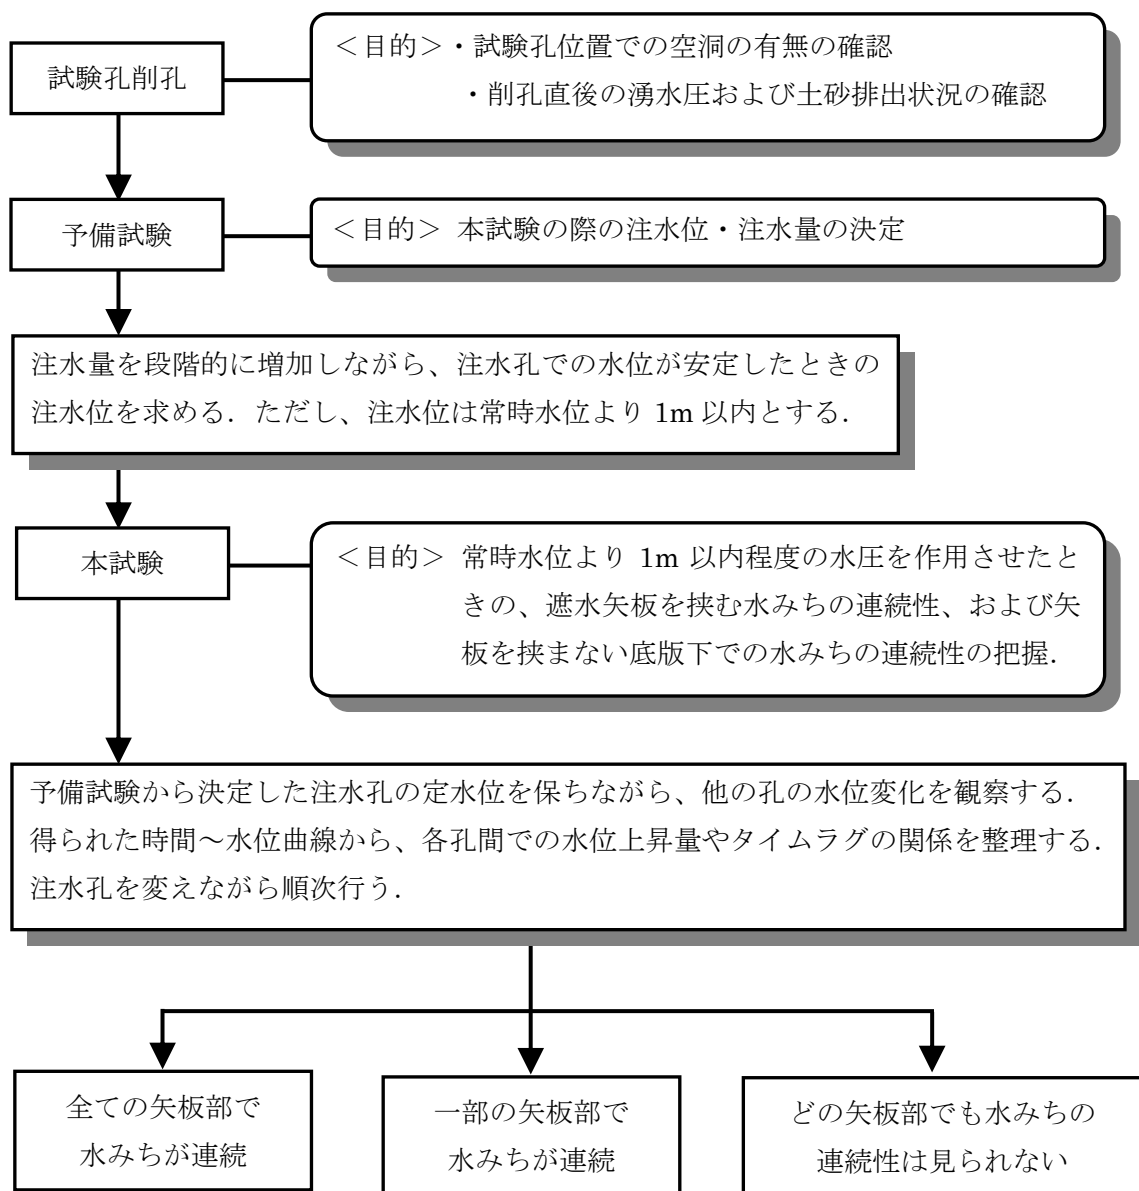 試験孔削孔
＜目的＞・試験孔位置での空洞の有無の確認
・削孔直後の湧水圧および土砂排出状況の確認
予備試験
＜目的＞ 本試験の際の注水位・注水量の決定
注水量を段階的に増加しながら、注水孔での水位が安定したときの
注水位を求める．ただし、注水位は常時水位より 1m 以内とする．
本試験
＜目的＞ 常時水位より 1m 以内程度の水圧を作用させたと
きの、遮水矢板を挟む水みちの連続性、および矢
板を挟まない底版下での水みちの連続性の把握．
予備試験から決定した注水孔の定水位を保ちながら、他の孔の水位変化を観察する．
得られた時間～水位曲線から、各孔間での水位上昇量やタイムラグの関係を整理する．
注水孔を変えながら順次行う．
全ての矢板部で
水みちが連続
一部の矢板部で
水みちが連続
どの矢板部でも水みちの
連続性は見られない